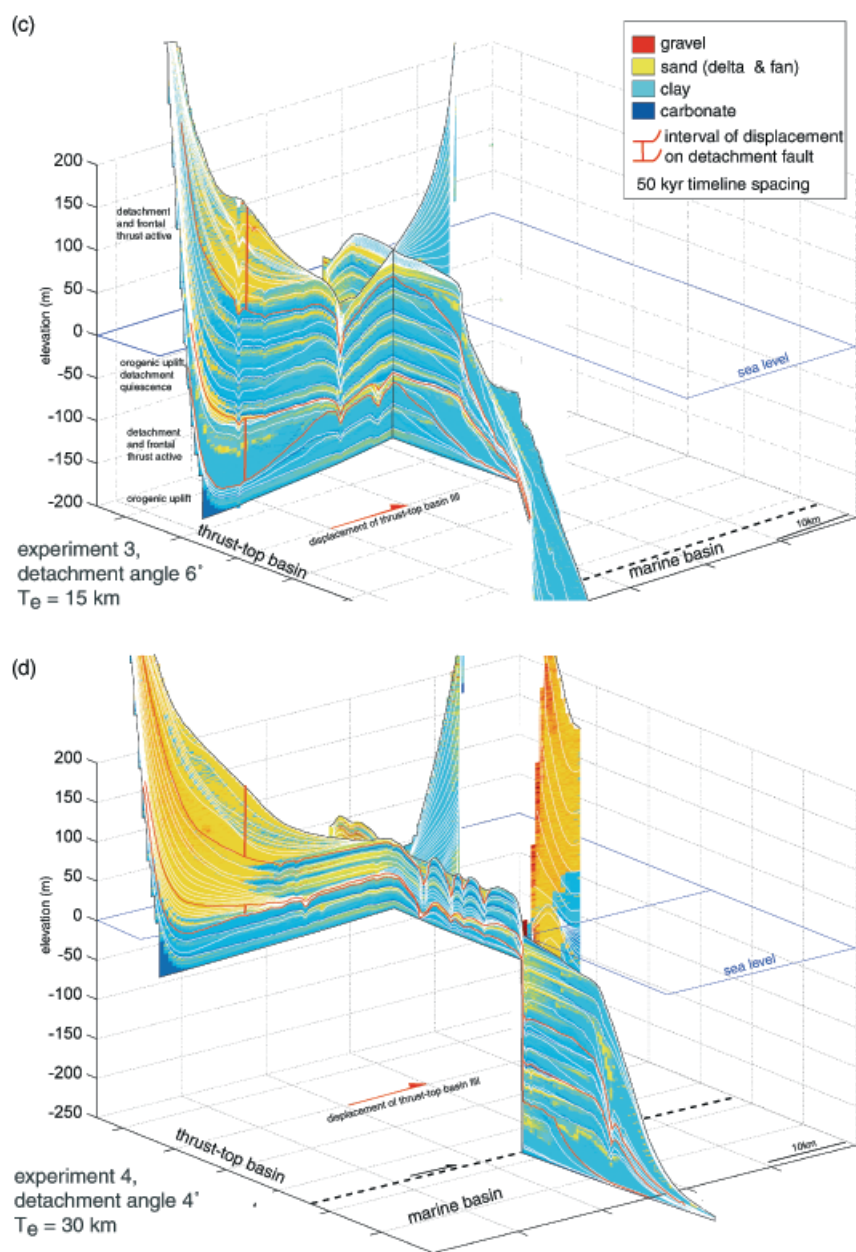 (c)
gravel
sand (delta & fan)
clay
carbonate
interval of displacement
on detachment fault
50 kyr timeline spacing
200
150
100
50
0
-50
-100
-150
-200
elevation (m)
detachment
and frontal
thrust active
orogenic uplift,
detachment
quiescence
detachment
and frontal
thrust active
orogenic uplift
sea level
displacement of thrust-top basin fill
thrust-top basin
marine basin
10km
experiment 3,
detachment angle 6˚
Te = 15 km
(d)
200
150
100
50
0
-50
-100
-150
-200
-250
elevation (m)
sea level
displacement of thrust-top basin fill
thrust-top basin
marine basin
10km
experiment 4,
detachment angle 4˚
Te = 30 km